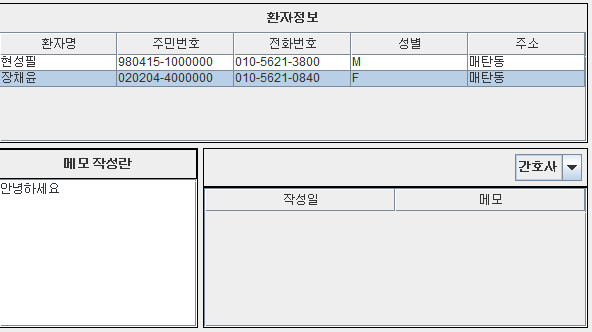 환자정보
환자명 주민번호 전화번호 성별 주소
현성필 980415-1000000 010-5621-3800 M 매탄동
장채윤 020204-4000000 010-5621-0840 F 매탄동
메모 작성란
안녕하세요
간호사
작성일 메모